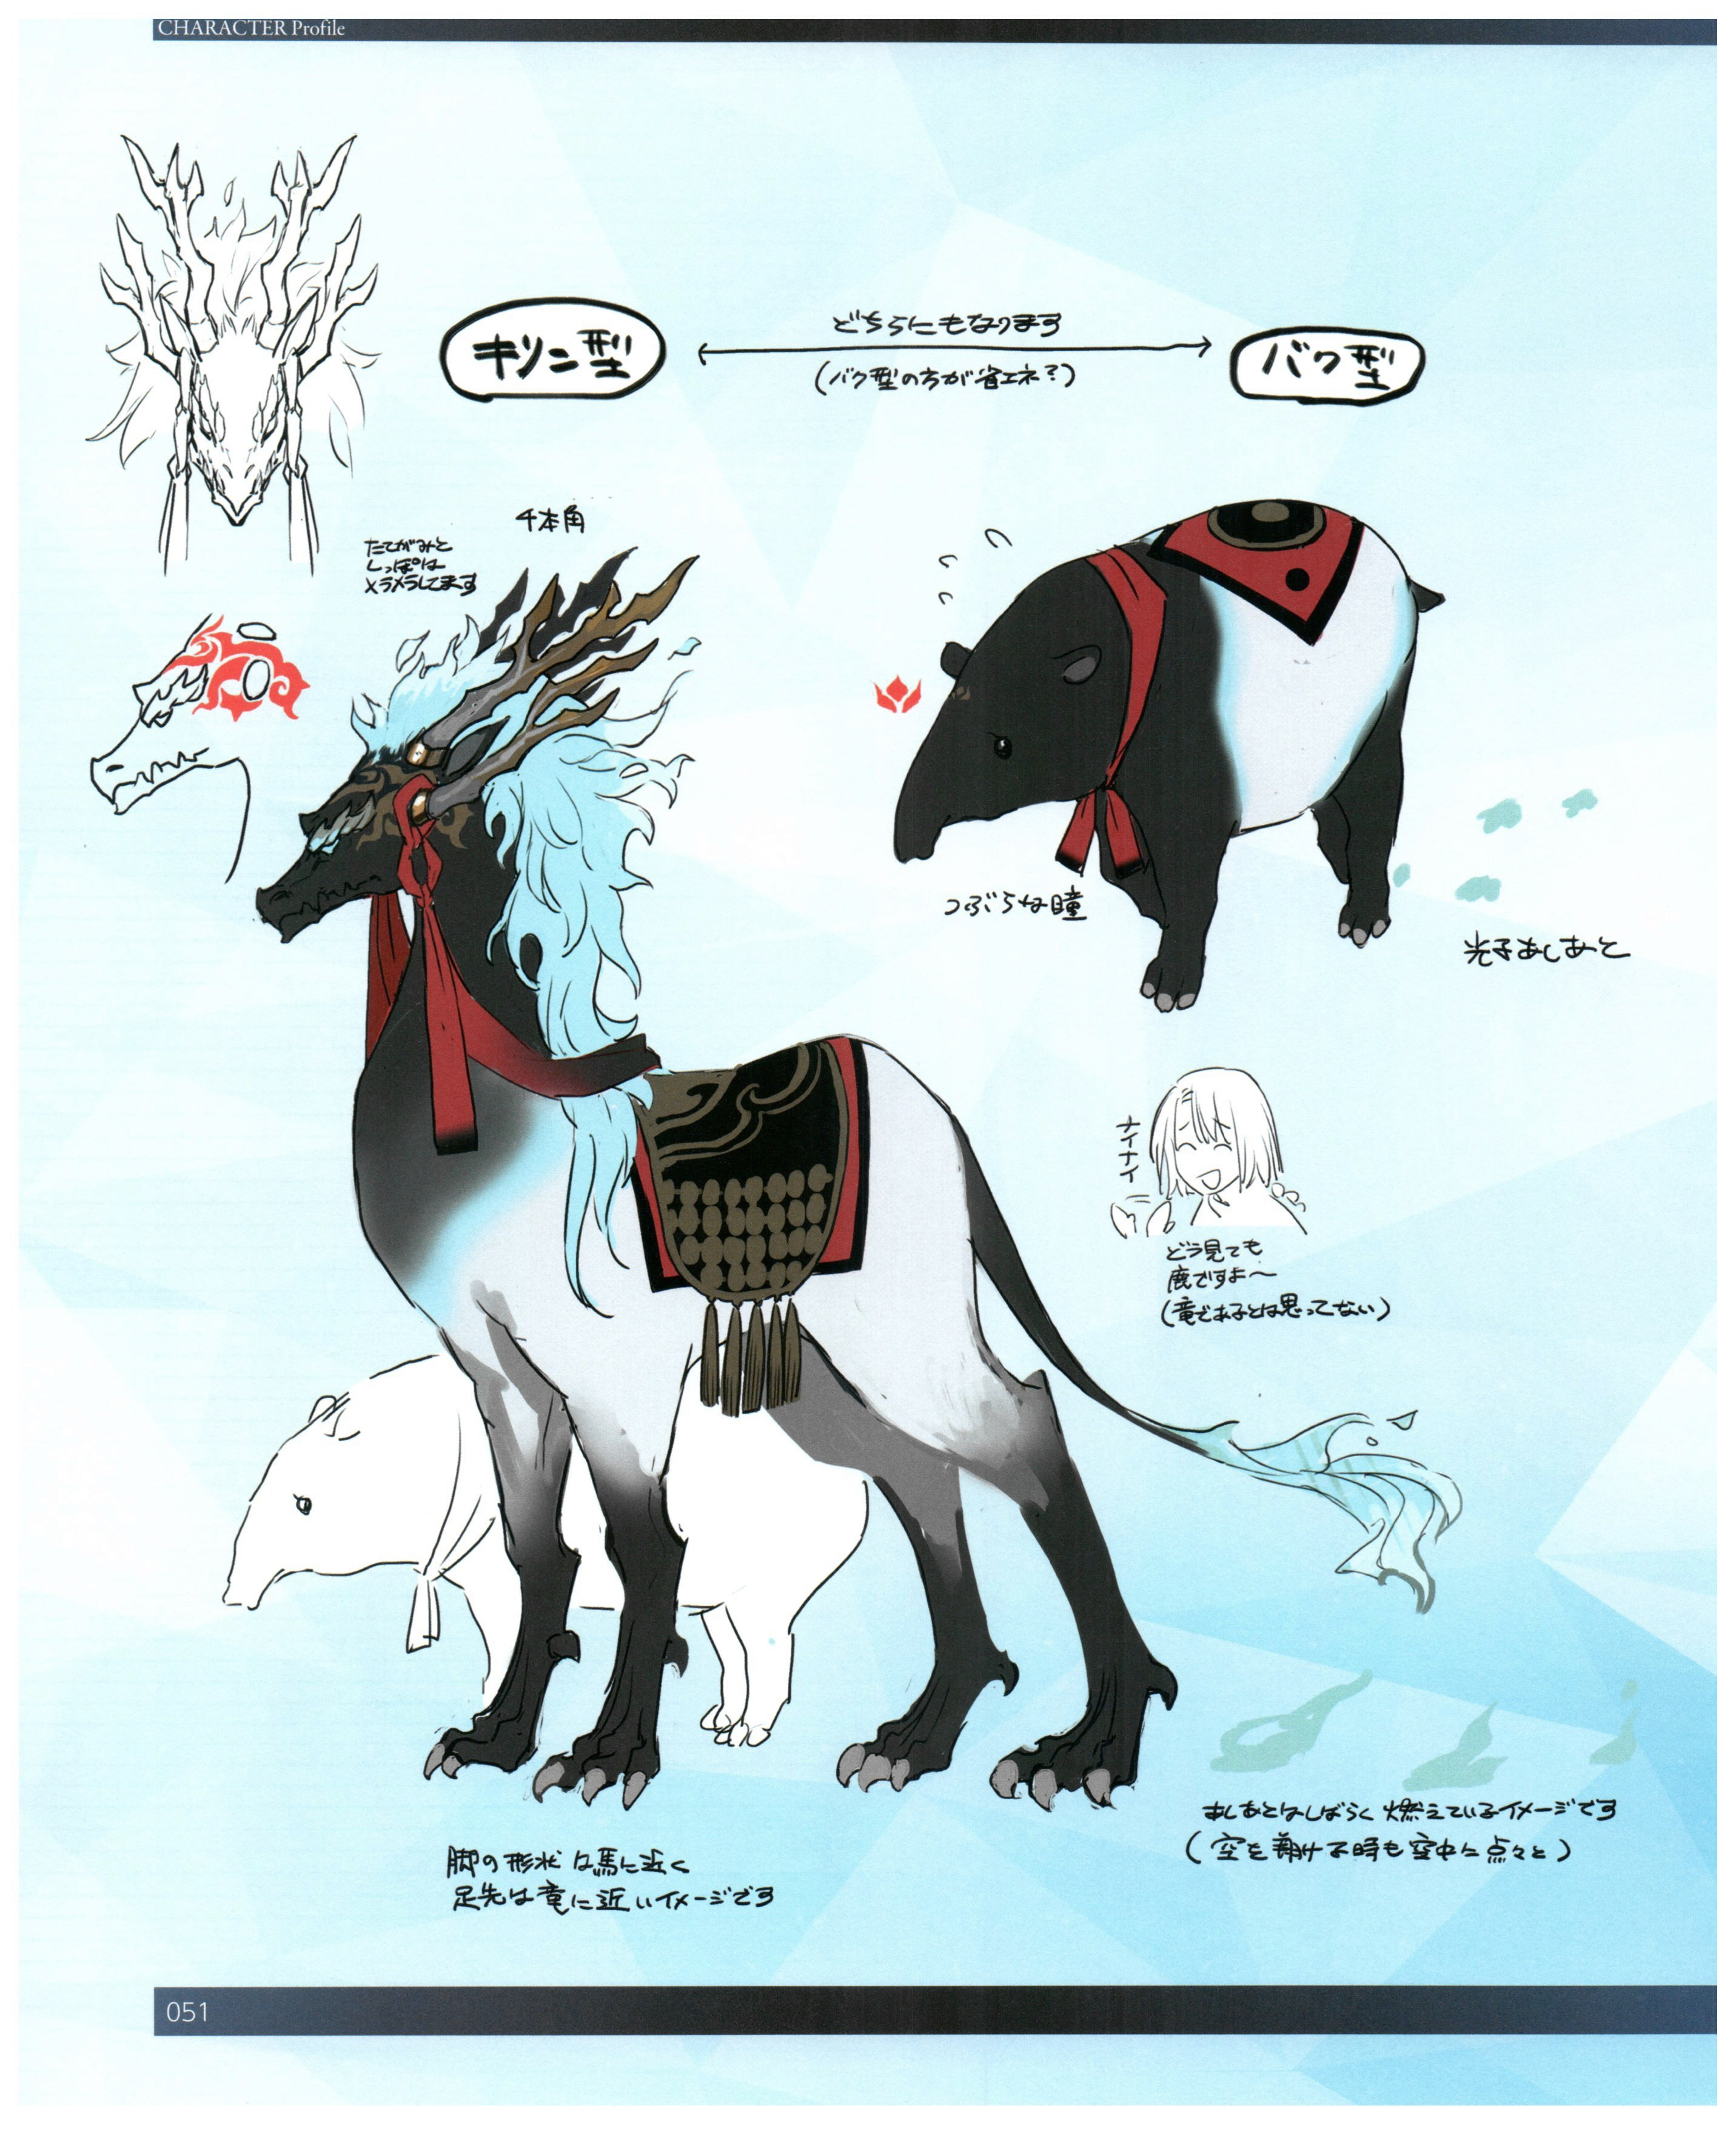 CHARACTER Profile
キリン型
どちらにもなります
(バク型の方が省エネ?)
バク型
千本角
たてがみと
しっぽは
メラメラしてます
つぶらな瞳
光子あしあと
ナイナイ
どう見ても
鹿ですよ〜
(竜であるとは思ってない)
あしあとはしばらく燃えているイメージです
(空を翔ける時も空中に点々と)
脚の形状は馬に近く
足先は竜に近いイメージです
051